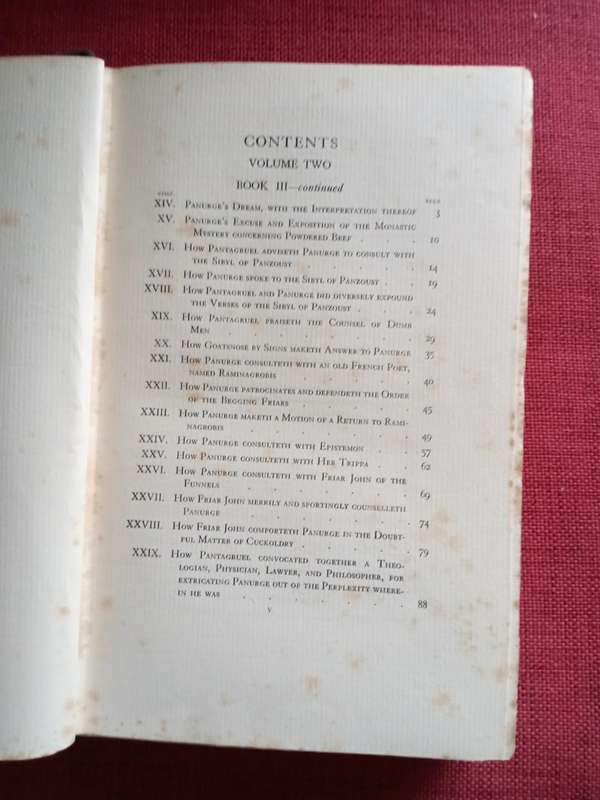 CONTENTS
VOLUME TWO
BOOK III—continued
CHAP. PAGE
XIV. Panurge's Dream, with the Interpretation thereof 3
XV. Panurge's Excuse and Exposition of the Monastic
Mystery concerning Powdered Beef . . 10
XVI. How Pantagruel adviseth Panurge to consult with
the Sibyl of Panzoust . . . . . 14
XVII. How Panurge spoke to the Sibyl of Panzoust . . 19
XVIII. How Pantagruel and Panurge did diversely expound
the Verses of the Sibyl of Panzoust . . . 24
XIX. How Pantagruel praiseth the Counsel of Dumb
Men . . . . . . . 29
XX. How Goatsnose by Signs maketh Answer to Panurge 35
XXI. How Panurge consulteth with an old French Poet,
named Raminagrobis . . . . . 40
XXII. How Panurge patrocinates and defendeth the Order
of the Begging Friars . . . . . 45
XXIII. How Panurge maketh a Motion of a Return to Rami-
nagrobis . . . . . . 49
XXIV. How Panurge consulteth with Epistemon . . 57
XXV. How Panurge consulteth with Her Trippa . . 62
XXVI. How Panurge consulteth with Friar John of the
Funnels . . . . . . 69
XXVII. How Friar John merrily and sportingly counselleth
Panurge . . . . . . 74
XXVIII. How Friar John comforteth Panurge in the Doubt-
ful Matter of Cuckoldry . . . . 79
XXIX. How Pantagruel convocated together a Theo-
logian, Physician, Lawyer, and Philosopher, for
extricating Panurge out of the Perplexity where-
in he was . . . . . . 88
v